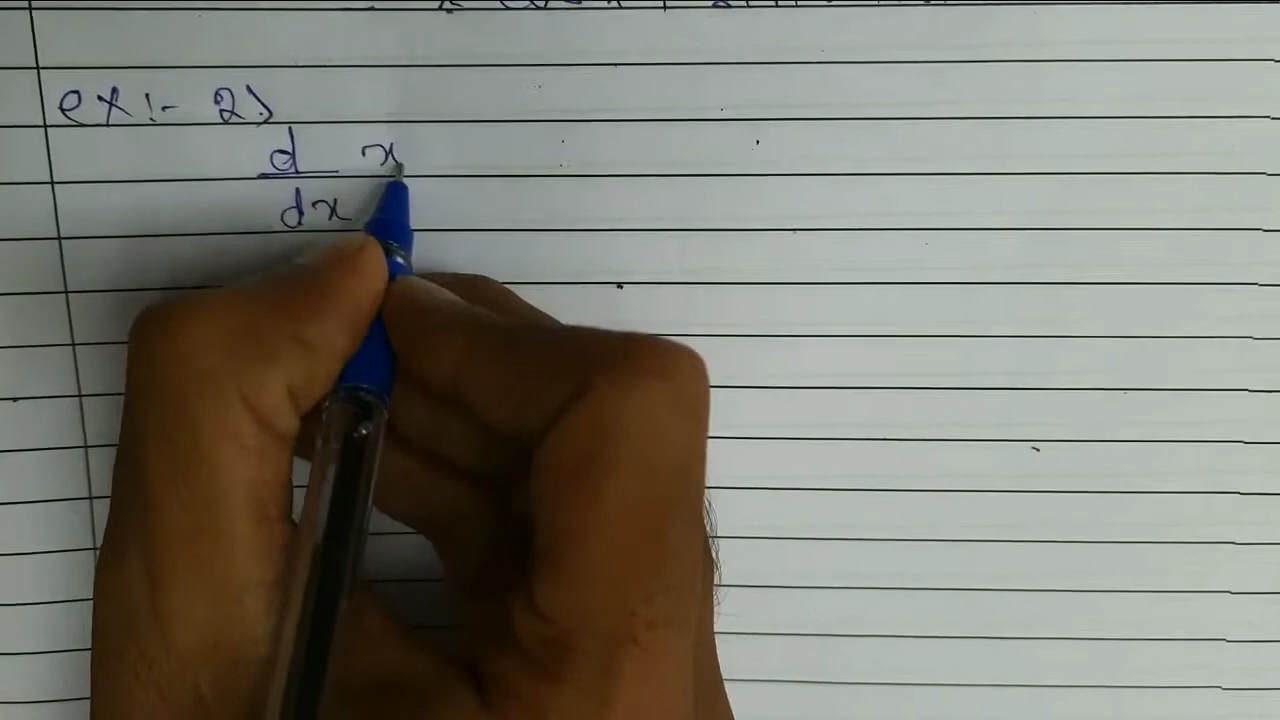 ex:- 2)
d x
dx